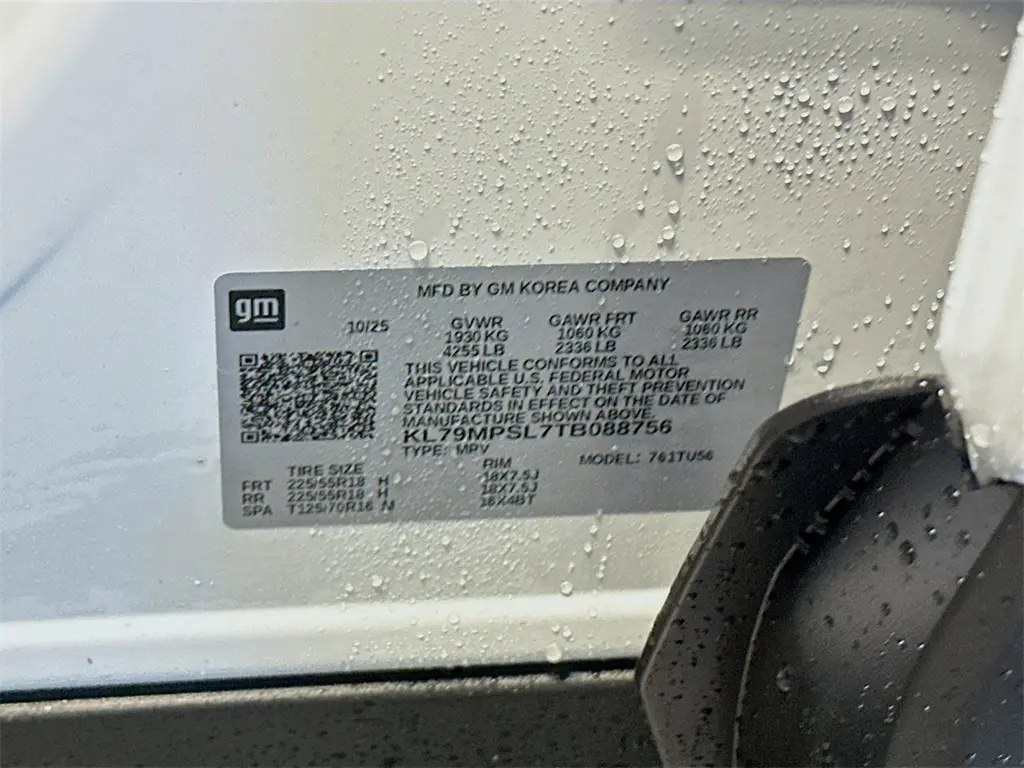 MFD BY GM KOREA COMPANY
gm
10/25
GVWR GAWR FRT GAWR RR
1930 KG 1060 KG 1060 KG
4255 LB 2336 LB 2336 LB
THIS VEHICLE CONFORMS TO ALL
APPLICABLE U.S. FEDERAL MOTOR
VEHICLE SAFETY AND THEFT PREVENTION
STANDARDS IN EFFECT ON THE DATE OF
MANUFACTURE SHOWN ABOVE.
KL79MPSL7TB088756
TYPE: MPV MODEL: 761TU56
TIRE SIZE RIM
FRT 225/55R18 H 18X7.5J
RR 225/55R18 H 18X7.5J
SPA T125/70R16 M 16X4BT